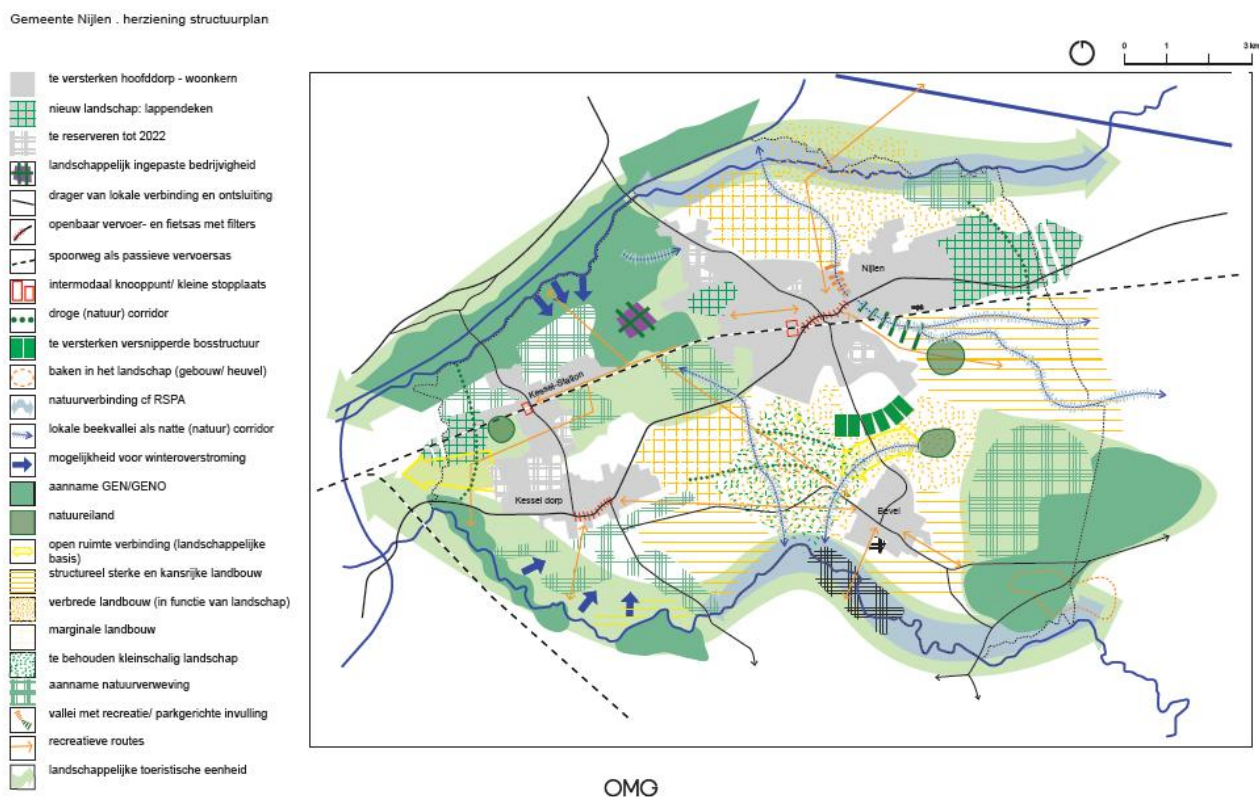 Gemeente Nijlen . herziening structuurplan
0 1 3 km
te versterken hoofddorp - woonkern
nieuw landschap: lappendeken
te reserveren tot 2022
landschappelijk ingepaste bedrijvigheid
drager van lokale verbinding en ontsluiting
openbaar vervoer- en fietsas met filters
spoorweg als passieve vervoersas
intermodaal knooppunt/ kleine stopplaats
droge (natuur) corridor
te versterken versnipperde bosstructuur
baken in het landschap (gebouw/ heuvel)
natuurverbinding cf RSPA
lokale beekvallei als natte (natuur) corridor
mogelijkheid voor winteroverstroming
aanname GEN/GENO
natuureiland
open ruimte verbinding (landschappelijke
basis)
structureel sterke en kansrijke landbouw
verbrede landbouw (in functie van landschap)
marginale landbouw
te behouden kleinschalig landschap
aanname natuurverweving
vallei met recreatie/ parkgerichte invulling
recreatieve routes
landschappelijke toeristische eenheid
Nijlen
Kessel-Station
Kessel dorp
Bevel
OMG